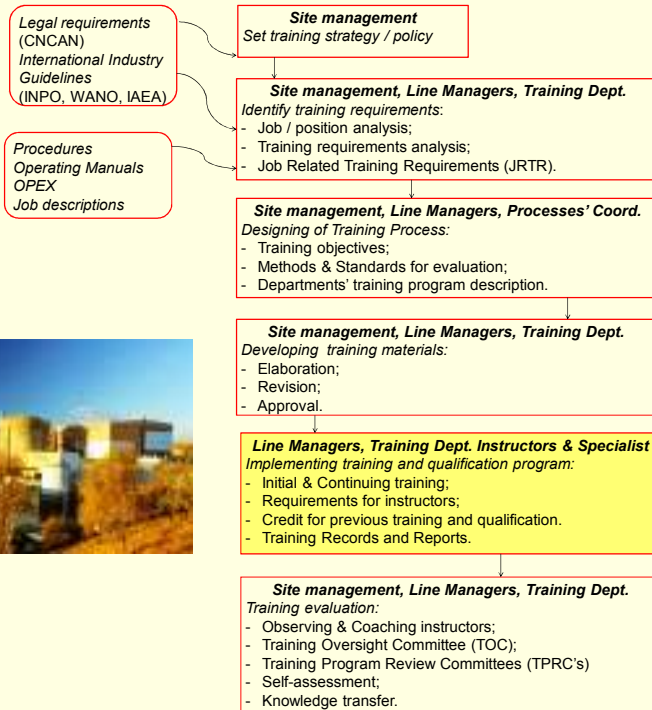 Legal requirements
(CNCAN)
International Industry
Guidelines
(INPO, WANO, IAEA)
Procedures
Operating Manuals
OPEX
Job descriptions
Site management
Set training strategy / policy
Site management, Line Managers, Training Dept.
Identify training requirements:
- Job / position analysis;
- Training requirements analysis;
- Job Related Training Requirements (JRTR).
Site management, Line Managers, Processes' Coord.
Designing of Training Process:
- Training objectives;
- Methods & Standards for evaluation;
- Departments' training program description.
Site management, Line Managers, Training Dept.
Developing training materials:
- Elaboration;
- Revision;
- Approval.
Line Managers, Training Dept. Instructors & Specialist
Implementing training and qualification program:
- Initial & Continuing training;
- Requirements for instructors;
- Credit for previous training and qualification.
- Training Records and Reports.
Site management, Line Managers, Training Dept.
Training evaluation:
- Observing & Coaching instructors;
- Training Oversight Committee (TOC);
- Training Program Review Committees (TPRC's)
- Self-assessment;
- Knowledge transfer.